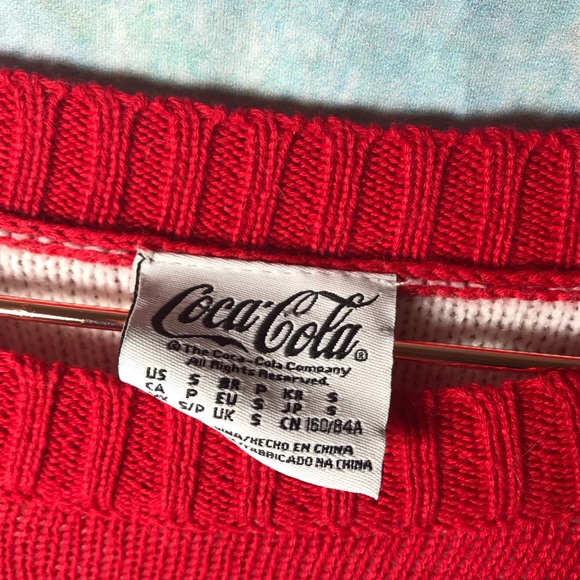 Coca-Cola®
© The Coca-Cola Company
All Rights Reserved.
US S BR P KR S
CA P EU S JP S
S/P UK S CN 160/84A
/HECHO EN CHINA
FABRICADO NA CHINA